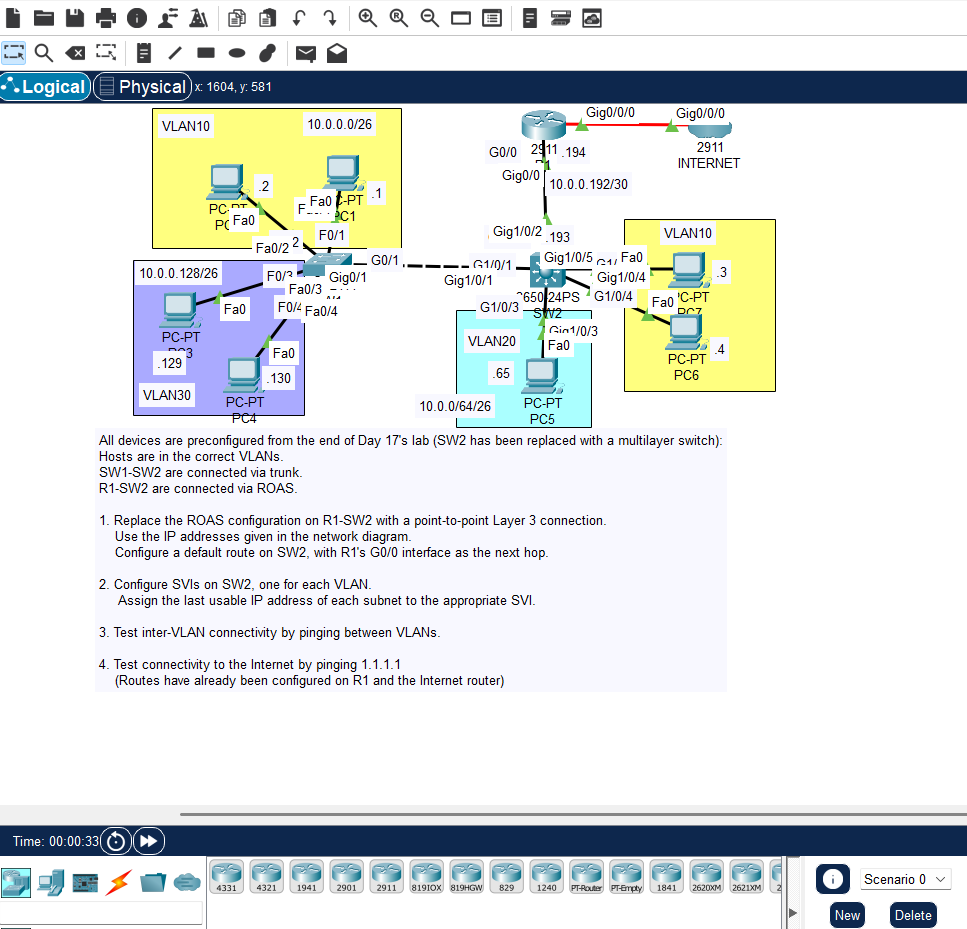 Logical
Physical
x: 1604, y: 581
VLAN10
10.0.0.0/26
.2
.1
PC1
Fa0
Fa0
Fa0/2
2
F0/1
10.0.0.128/26
F0/3
Fa0/3
F0/4
Fa0/4
G0/1
Gig0/1
Fa0
PC-PT
.129
VLAN30
Fa0
.130
PC-PT
PC4
Gig0/0/0
Gig0/0/0
2911
INTERNET
G0/0
2911
.194
Gig0/0
10.0.0.192/30
Gig1/0/2
.193
G1/0/1
Gig1/0/1
Gig1/0/5
Fa0
Gig1/0/4
G1/0/4
Fa0
24PS
SW2
G1/0/3
Gig1/0/3
Fa0
VLAN10
.3
PC7
.4
PC-PT
PC6
VLAN20
.65
10.0.0/64/26
PC-PT
PC5
All devices are preconfigured from the end of Day 17's lab (SW2 has been replaced with a multilayer switch):
Hosts are in the correct VLANs.
SW1-SW2 are connected via trunk.
R1-SW2 are connected via ROAS.
1. Replace the ROAS configuration on R1-SW2 with a point-to-point Layer 3 connection.
Use the IP addresses given in the network diagram.
Configure a default route on SW2, with R1's G0/0 interface as the next hop.
2. Configure SVIs on SW2, one for each VLAN.
Assign the last usable IP address of each subnet to the appropriate SVI.
3. Test inter-VLAN connectivity by pinging between VLANs.
4. Test connectivity to the Internet by pinging 1.1.1.1
(Routes have already been configured on R1 and the Internet router)
Time: 00:00:33
4331
4321
1941
2901
2911
819IOX
819HGW
829
1240
PT-Router
PT-Empty
1841
2620XM
2621XM
Scenario 0
New
Delete